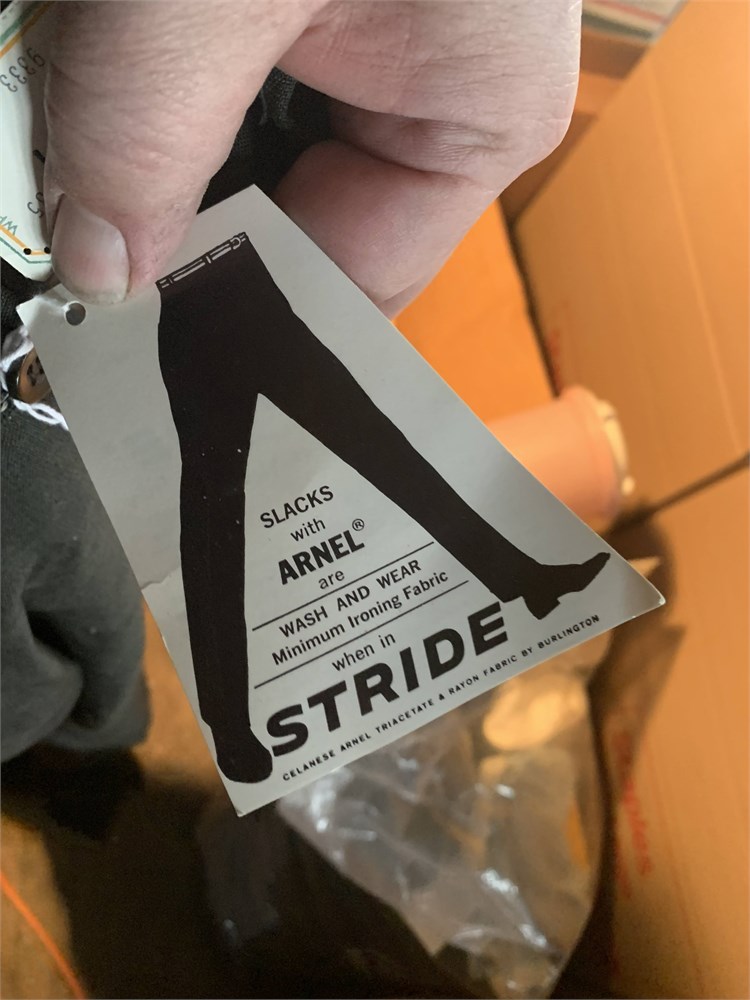 9333
SLACKS
with
ARNEL®
are
WASH AND WEAR
Minimum Ironing Fabric
when in
STRIDE
CELANESE ARNEL TRIACETATE & RAYON FABRIC BY BURLINGTON